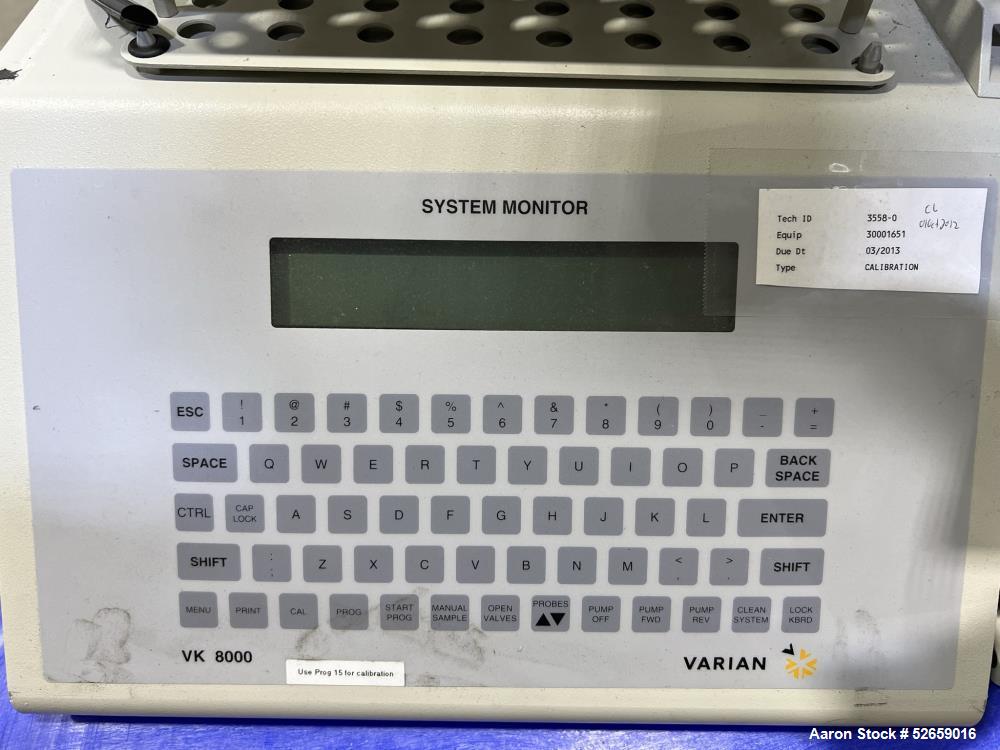 SYSTEM MONITOR
Tech ID 3558-0 CL
Equip 30001651
Due Dt 03/2013
Type CALIBRATION
ESC ! 1 @ 2 # 3 $ 4 % 5 ^ 6 & 7 * 8 ( 9 ) 0 _ - + =
SPACE Q W E R T Y U I O P BACK SPACE
CTRL CAP LOCK A S D F G H J K L ENTER
SHIFT : ; Z X C V B N M < , > . SHIFT
MENU PRINT CAL PROG START PROG MANUAL SAMPLE OPEN VALVES PROBES ▲▼ PUMP OFF PUMP FWD PUMP REV CLEAN SYSTEM LOCK KBRD
VK 8000
Use Prog 15 for calibration
VARIAN
Aaron Stock # 52659016